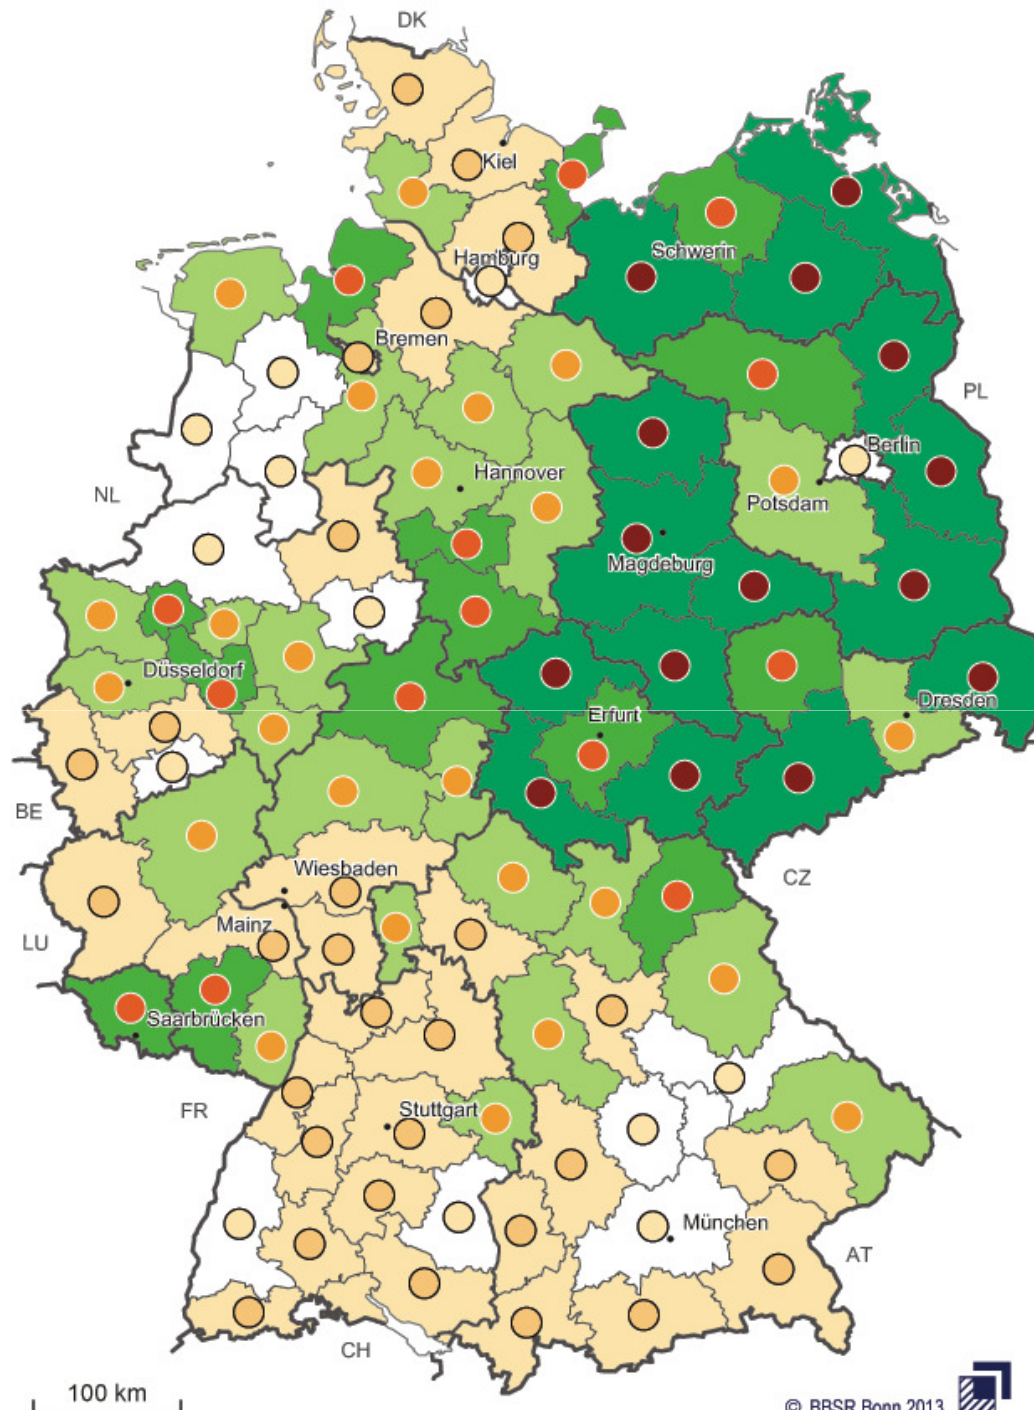 DK
Kiel
Schwerin
Hamburg
Bremen
PL
Berlin
Hannover
NL
Potsdam
Magdeburg
Düsseldorf
Dresden
Erfurt
BE
Wiesbaden
CZ
Mainz
LU
Saarbrücken
FR
Stuttgart
München
AT
CH
100 km
© BBSR Bonn 2013